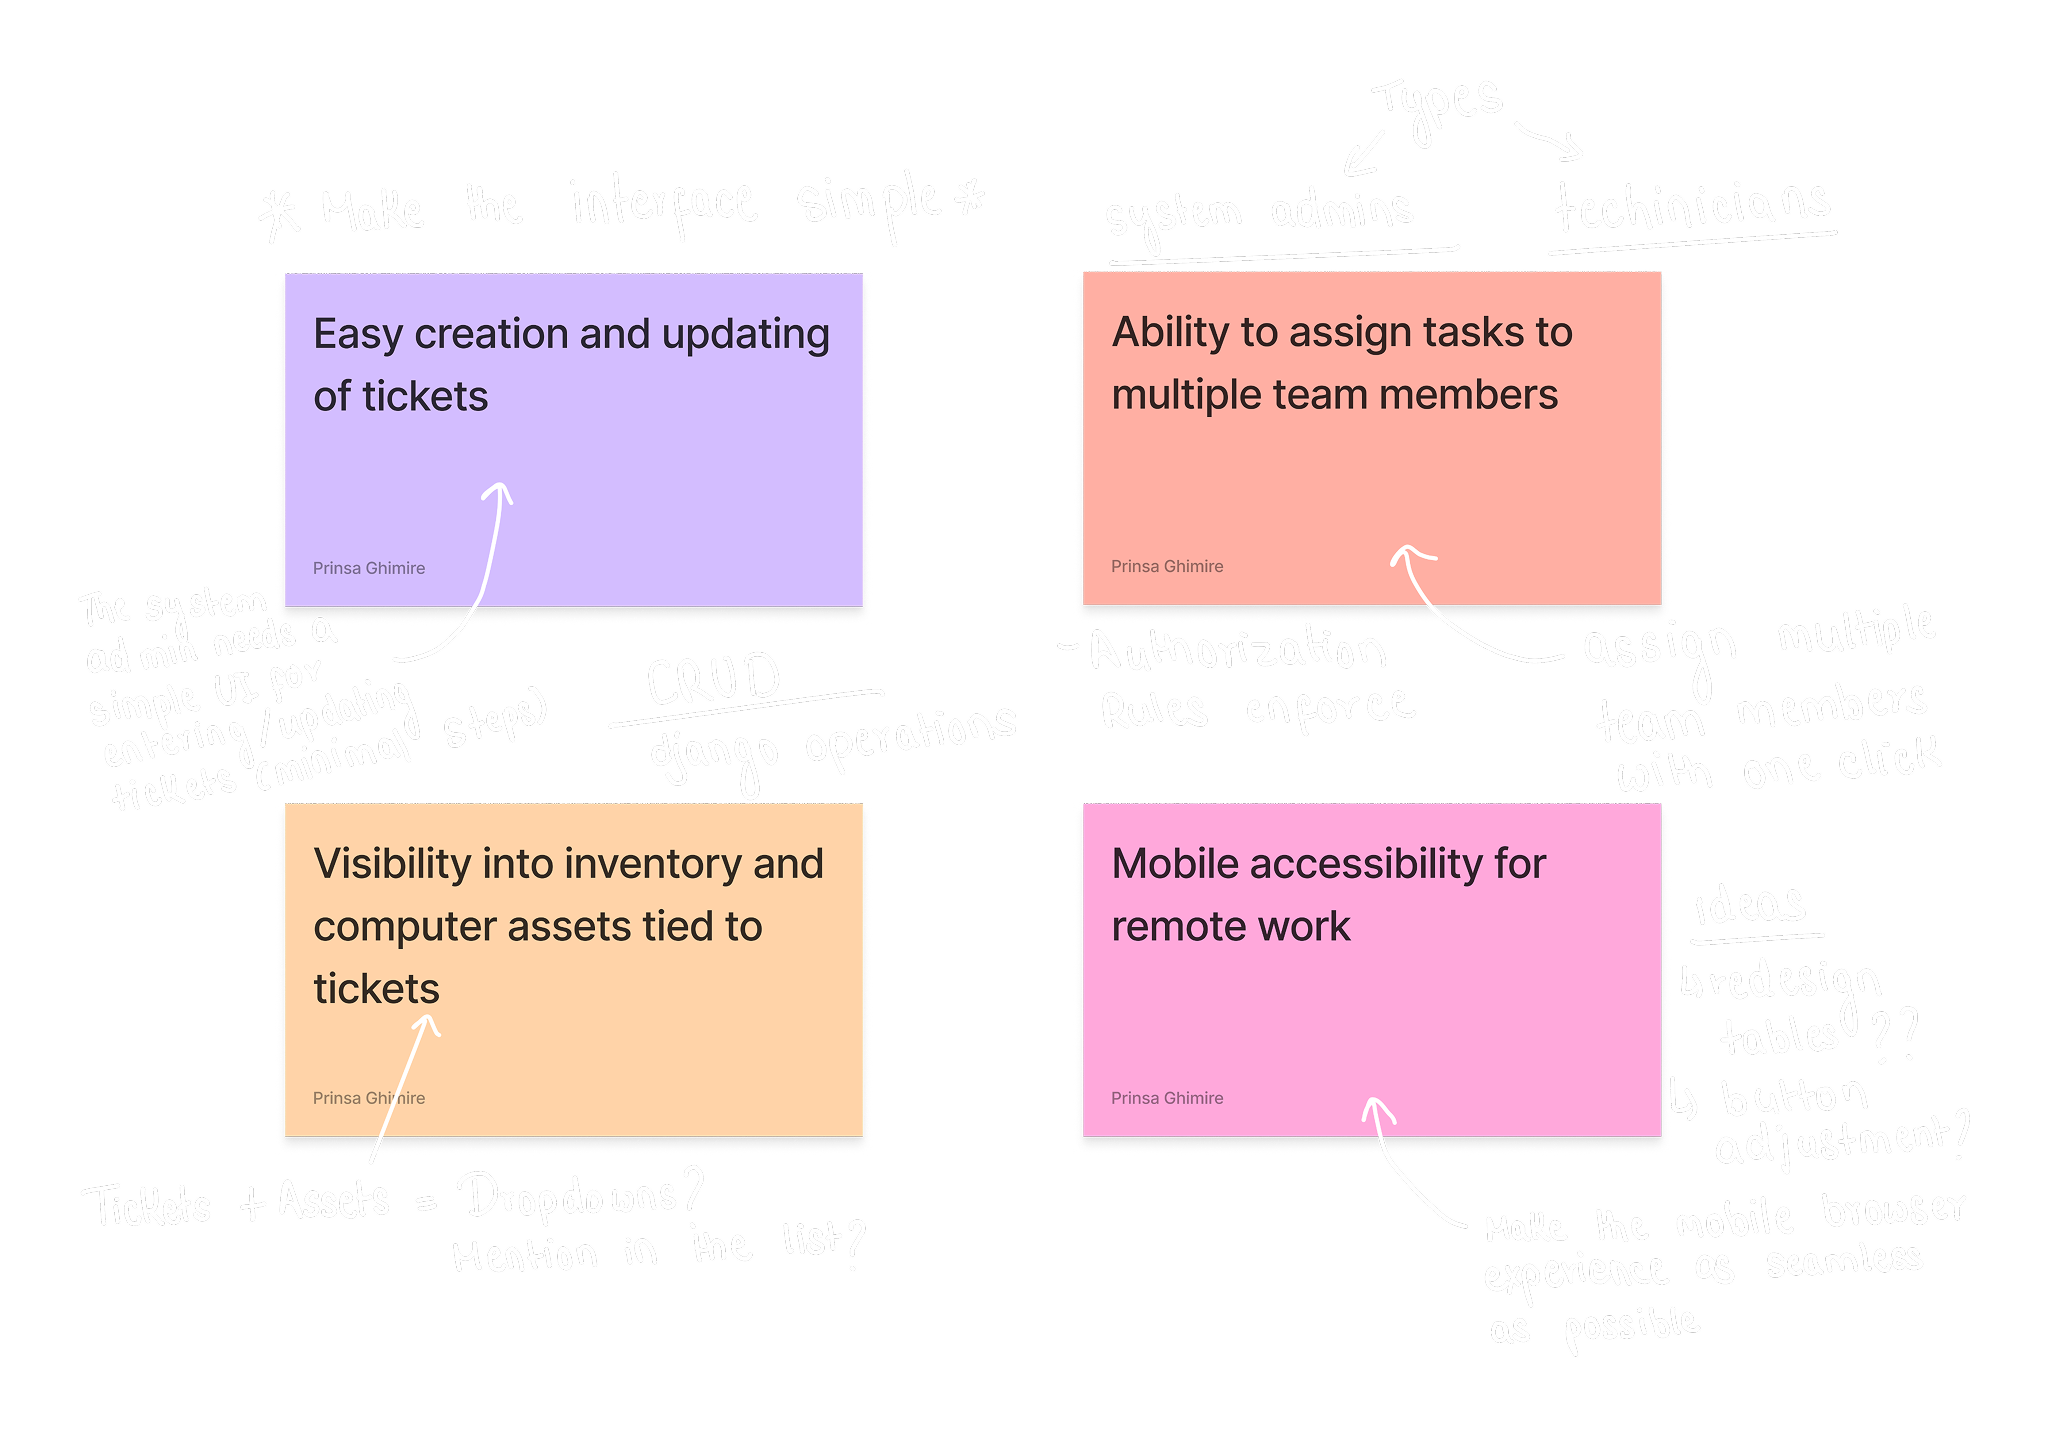 Types
system admins
techinicians
* Make the interface simple *
Easy creation and updating
of tickets
Prinsa Ghimire
Ability to assign tasks to
multiple team members
Prinsa Ghimire
The system
admin needs a
simple UI for
entering/updating
tickets (minimal steps)
CRUD
django operations
- Authorization
Rules enforce
assign multiple
team members
with one click
Visibility into inventory and
computer assets tied to
tickets
Prinsa Ghimire
Mobile accessibility for
remote work
Prinsa Ghimire
ideas
↳ redesign
tables??
↳ button
adjustment?
Tickets + Assets = Dropdowns?
Mention in the list?
Make the mobile browser
experience as seamless
as possible